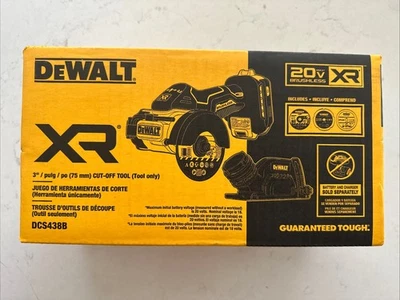 DEWALT
20V XR
BRUSHLESS
INCLUDES • INCLUYE • COMPREND
XR
3" / pulg / po (75 mm) CUT-OFF TOOL (Tool only)
JUEGO DE HERRAMIENTAS DE CORTE
(Herramienta únicamente)
TROUSSE D'OUTILS DE DÉCOUPE
(Outil seulement)
DCS438B
DEWALT
BATTERY AND CHARGER
SOLD SEPARATELY
GUARANTEED TOUGH.